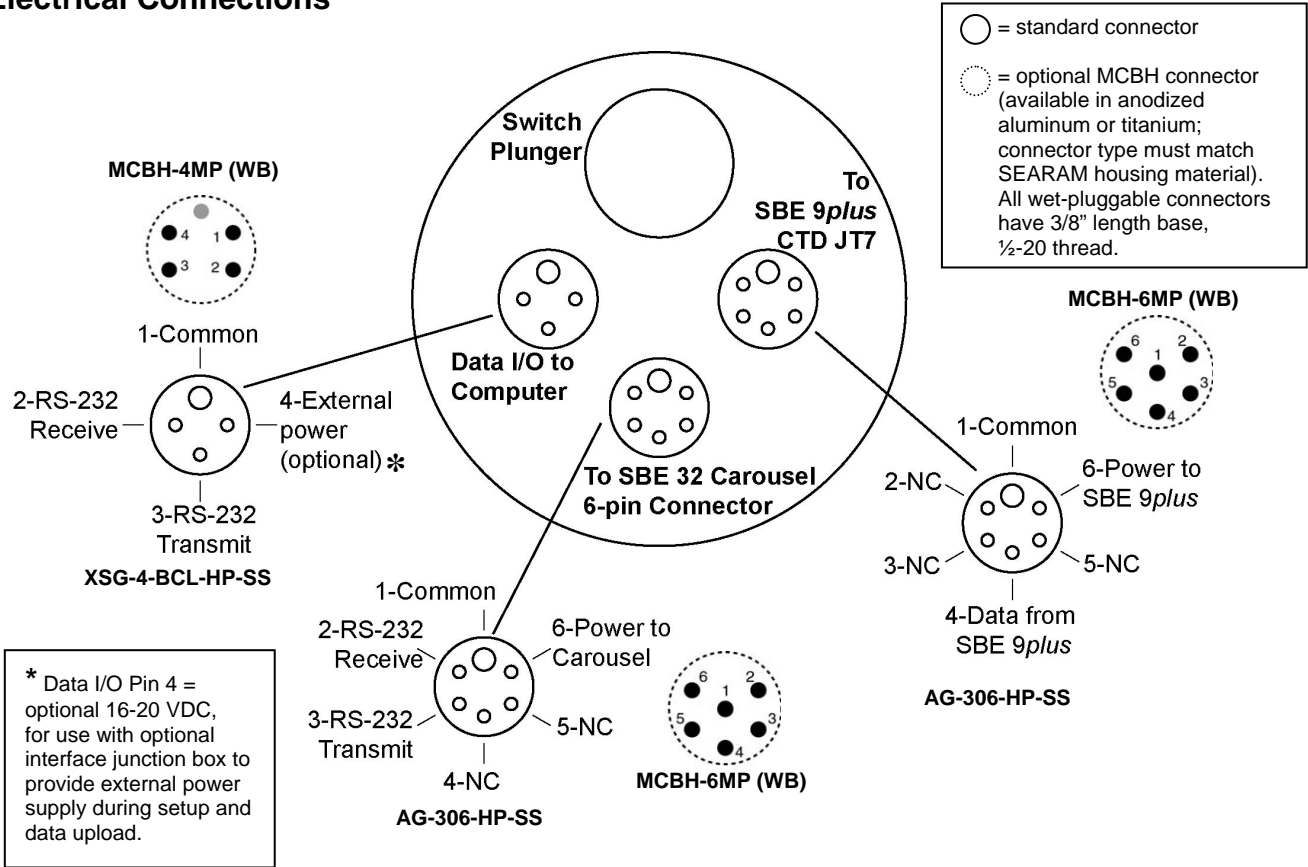 Electrical Connections
= standard connector
= optional MCBH connector
(available in anodized
aluminum or titanium;
connector type must match
SEARAM housing material).
All wet-pluggable connectors
have 3/8” length base,
½-20 thread.
Switch
Plunger
To
SBE 9plus
CTD JT7
Data I/O to
Computer
To SBE 32 Carousel
6-pin Connector
MCBH-4MP (WB)
4 1
3 2
1-Common
2-RS-232
Receive
4-External
power
(optional) *
3-RS-232
Transmit
XSG-4-BCL-HP-SS
MCBH-6MP (WB)
6 1 2
5 3
4
1-Common
2-NC
6-Power to
SBE 9plus
3-NC
5-NC
4-Data from
SBE 9plus
AG-306-HP-SS
1-Common
2-RS-232
Receive
6-Power to
Carousel
3-RS-232
Transmit
5-NC
4-NC
AG-306-HP-SS
6 1 2
5 3
4
MCBH-6MP (WB)
* Data I/O Pin 4 =
optional 16-20 VDC,
for use with optional
interface junction box to
provide external power
supply during setup and
data upload.